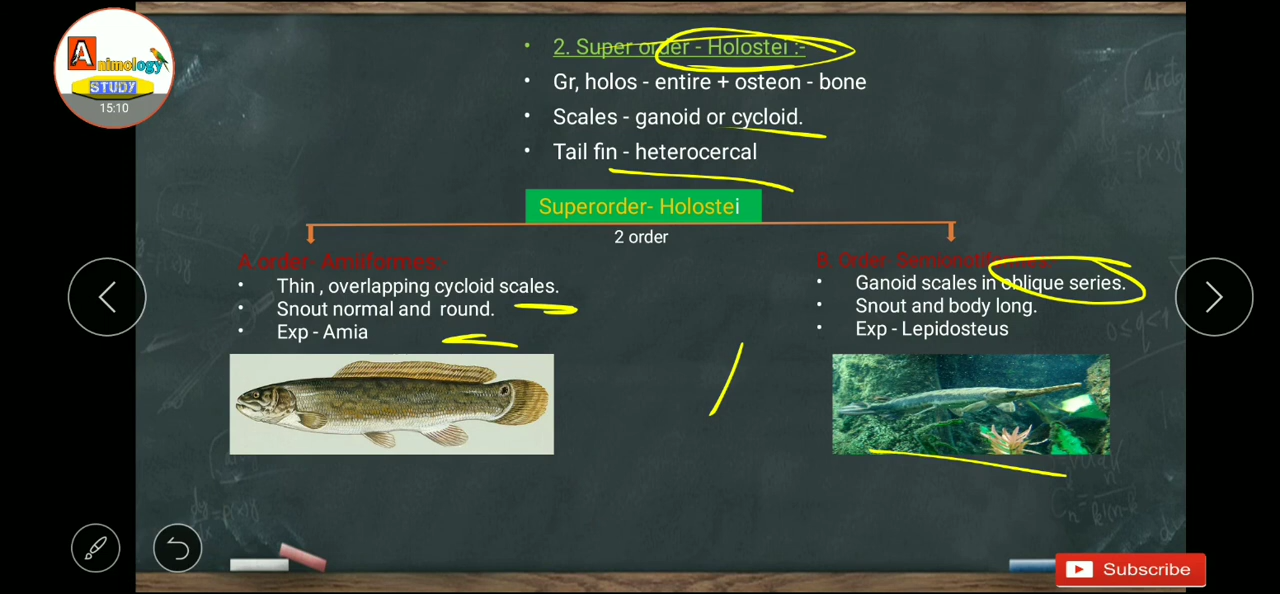 Animology
STUDY
15:10
2. Super order - Holostei :-
Gr, holos - entire + osteon - bone
Scales - ganoid or cycloid.
Tail fin - heterocercal
Superorder- Holostei
2 order
A.order- Amiiformes:-
Thin , overlapping cycloid scales.
Snout normal and round.
Exp - Amia
B. Order- Semionotiformes:-
Ganoid scales in oblique series.
Snout and body long.
Exp - Lepidosteus
Subscribe